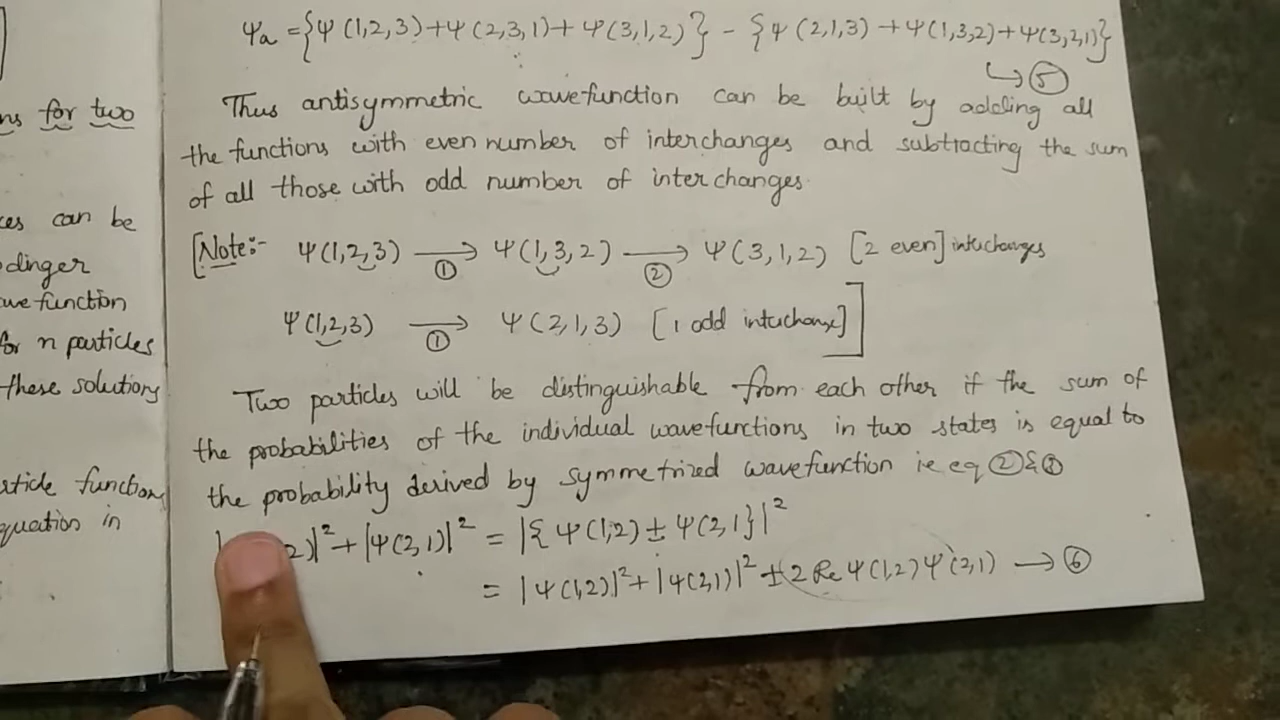 ψa = {ψ(1,2,3)+ψ(2,3,1)+ψ(3,1,2)} - {ψ(2,1,3)+ψ(1,3,2)+ψ(3,2,1)}
↳ ⑤
Thus antisymmetric wavefunction can be built by adding all
the functions with even number of interchanges and subtracting the sum
of all those with odd number of interchanges.
[Note:- ψ(1,2,3) ⟶ ① ψ(1,3,2) ⟶ ② ψ(3,1,2) [2 even] interchanges
ψ(1,2,3) ⟶ ① ψ(2,1,3) [1 odd interchange]]
Two particles will be distinguishable from each other if the sum of
the probabilities of the individual wavefunctions in two states is equal to
the probability derived by symmetrized wavefunction ie eq ② &
2)|² + |ψ(2,1)|² = |{ψ(1,2) ± ψ(2,1}|²
= |ψ(1,2)|² + |ψ(2,1)|² ± 2 Re ψ(1,2) ψ(2,1) → ⑥
ns for two
ces can be
dinger
wefunction
for n particles
these solutions
rticle function
quation in